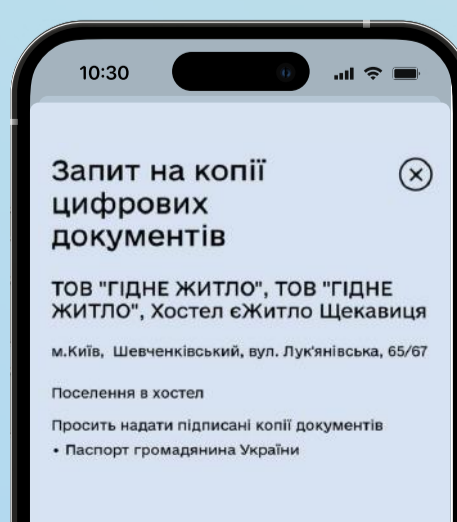 10:30
Запит на копії
цифрових
документів
ТОВ "ГІДНЕ ЖИТЛО", ТОВ "ГІДНЕ
ЖИТЛО", Хостел єЖитло Щекавиця
м.Київ, Шевченківський, вул. Лук'янівська, 65/67
Поселення в хостел
Просить надати підписані копії документів
• Паспорт громадянина України